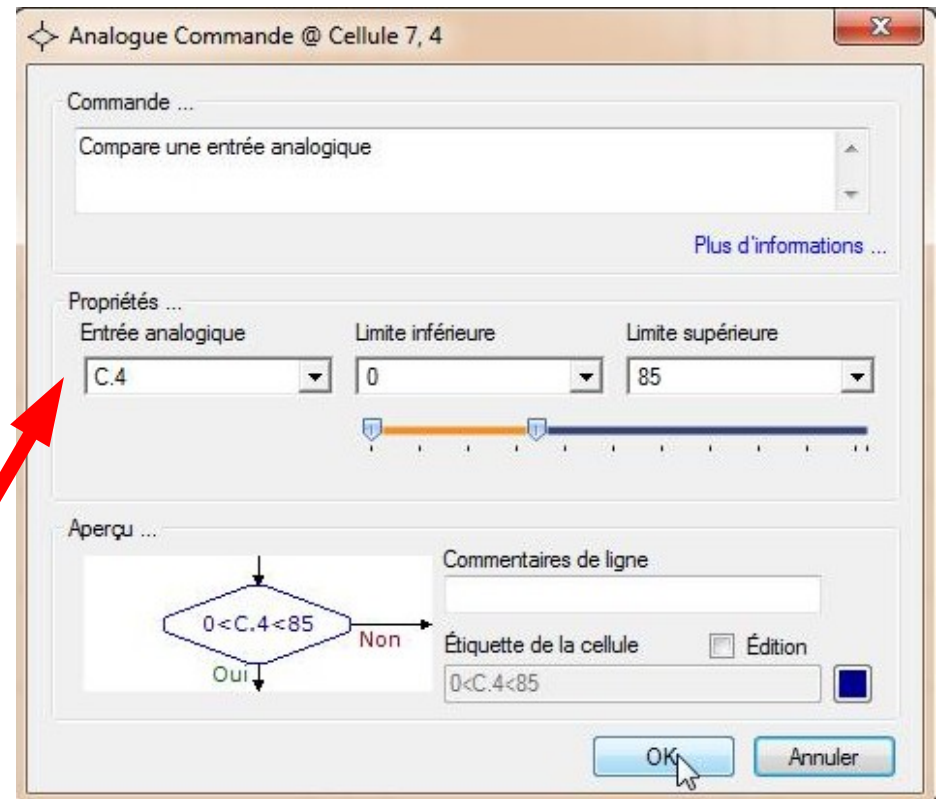 Analogue Commande @ Cellule 7, 4
Commande ...
Compare une entrée analogique
Plus d'informations ...
Propriétés ...
Entrée analogique Limite inférieure Limite supérieure
C.4 0 85
Aperçu ...
Commentaires de ligne
0<C.4<85
Non
Oui
Étiquette de la cellule Édition
0<C.4<85
OK Annuler